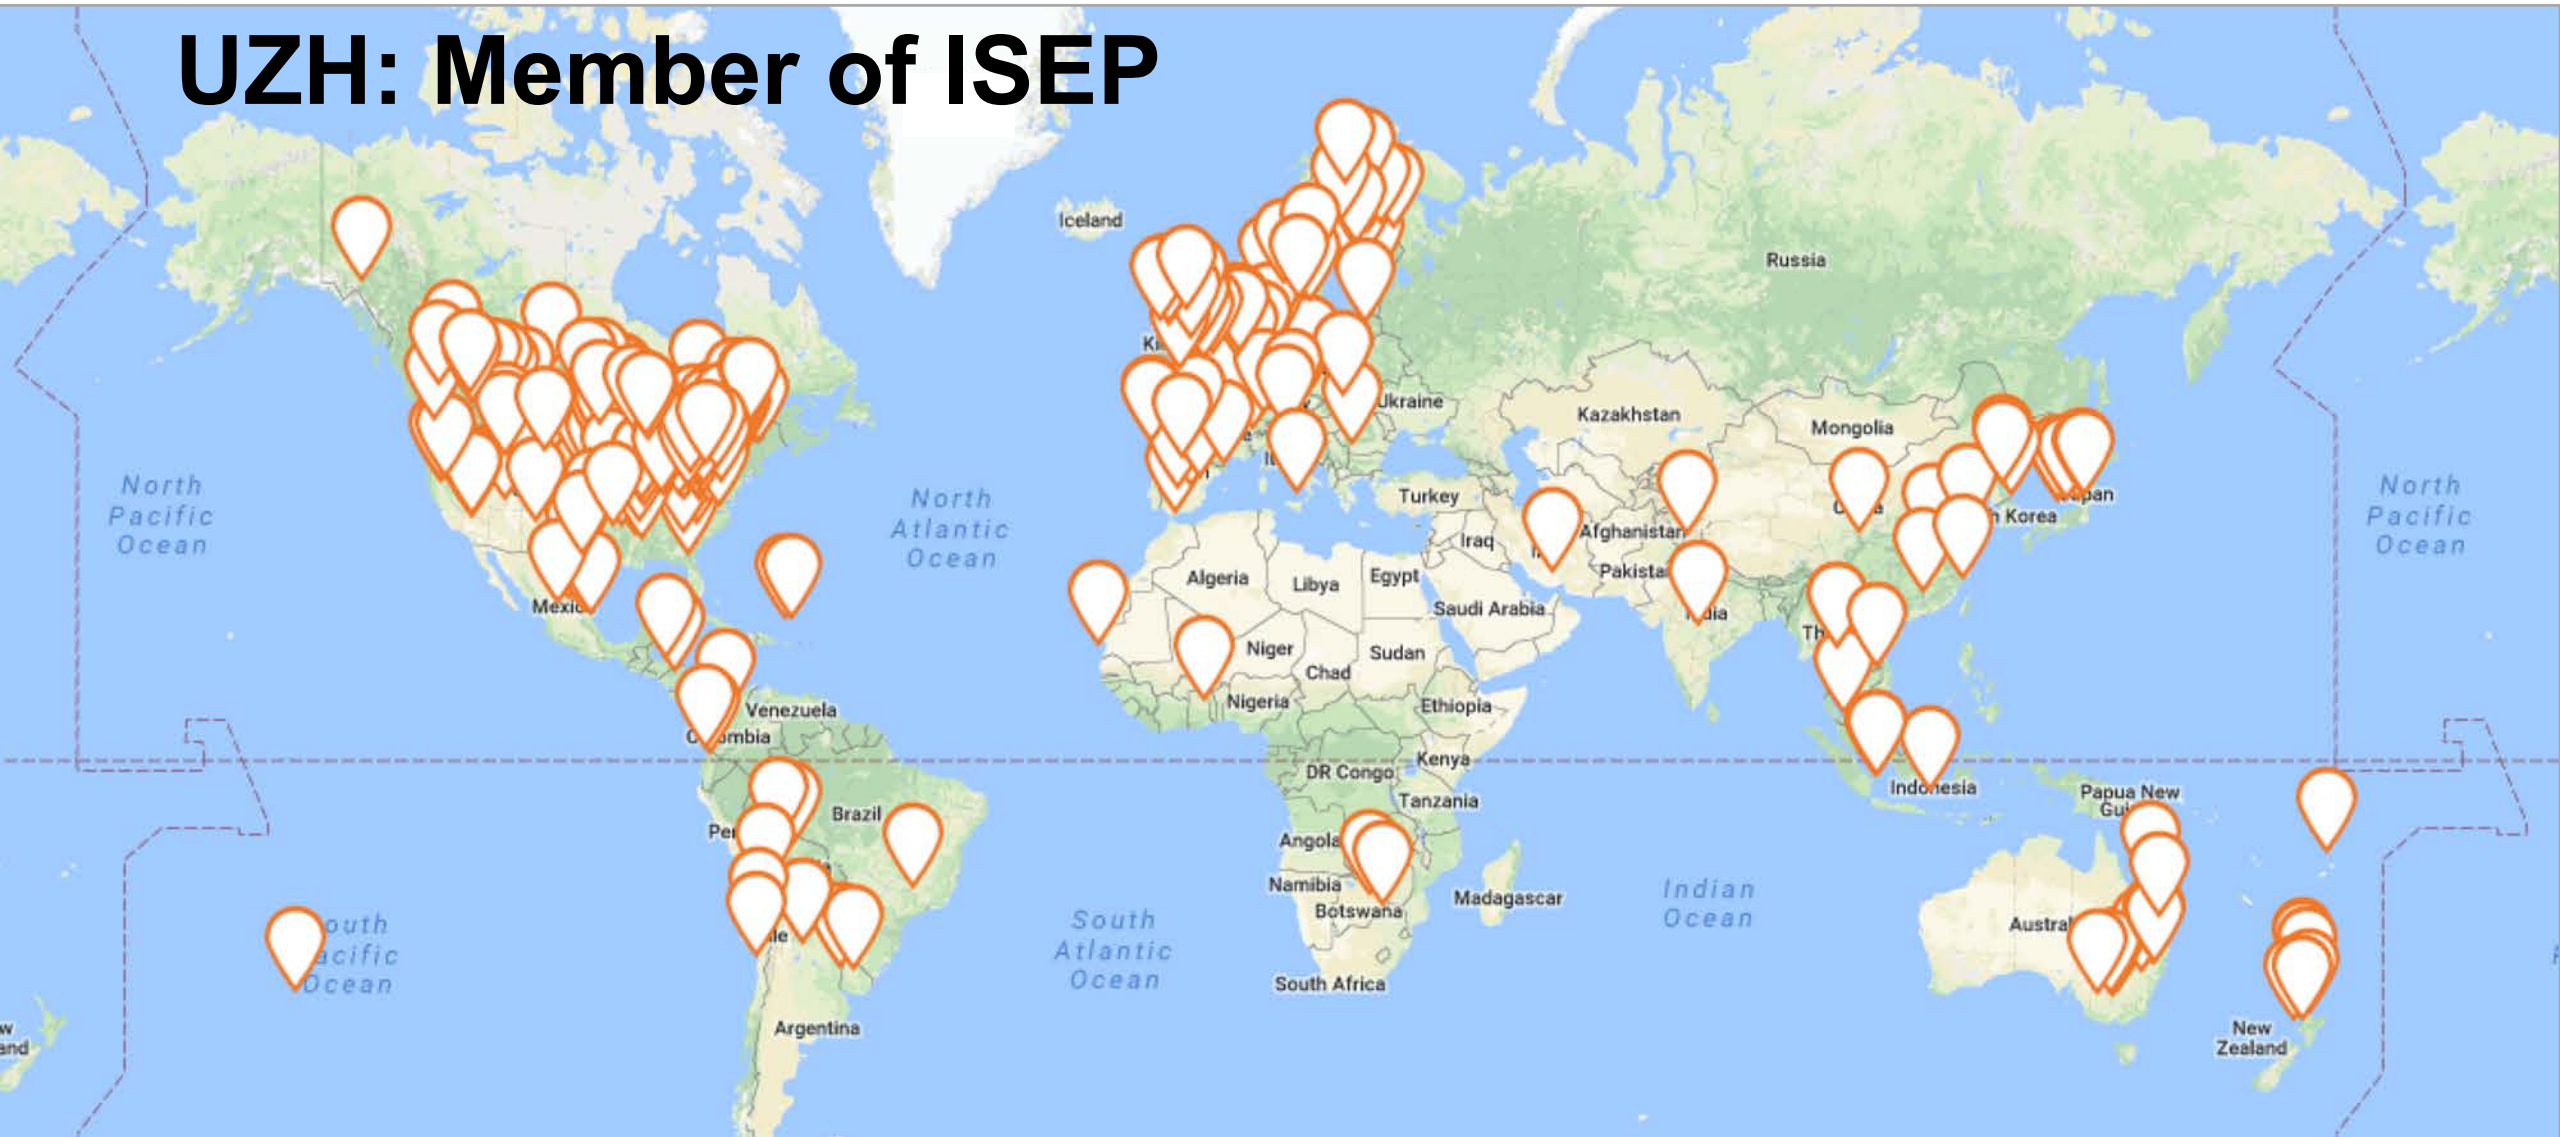 UZH: Member of ISEP
Iceland
Russia
Ukraine
Kazakhstan
Mongolia
North
Pacific
Ocean
North
Atlantic
Ocean
Turkey
Afghanistan
Iraq
Korea
North
Pacific
Ocean
Algeria
Libya
Egypt
Saudi Arabia
Niger
Chad
Sudan
Nigeria
Ethiopia
Venezuela
Kenya
DR Congo
Tanzania
Indonesia
Papua New
Brazil
Angola
Namibia
Botswana
Madagascar
Indian
Ocean
South
Atlantic
Ocean
Ocean
South Africa
Argentina
New
Zealand